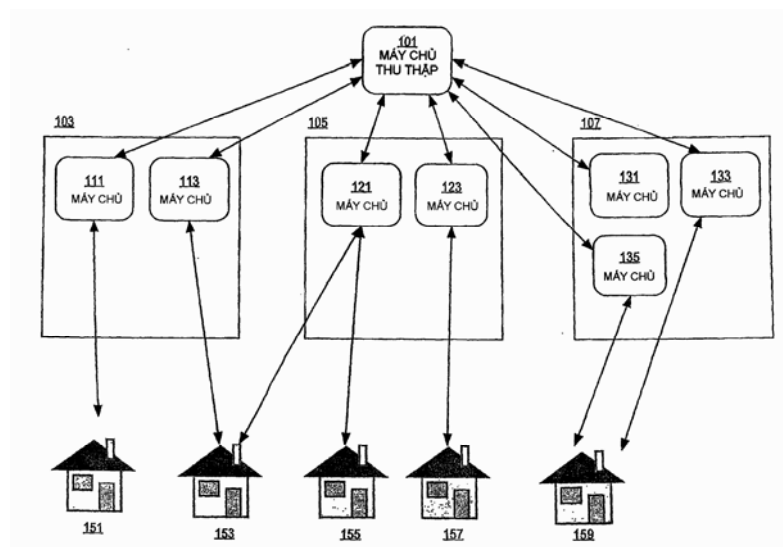 101
MÁY CHỦ
THU THẬP
103
105
107
111
MÁY CHỦ
113
MÁY CHỦ
121
MÁY CHỦ
123
MÁY CHỦ
131
MÁY CHỦ
133
MÁY CHỦ
135
MÁY CHỦ
151
153
155
157
159